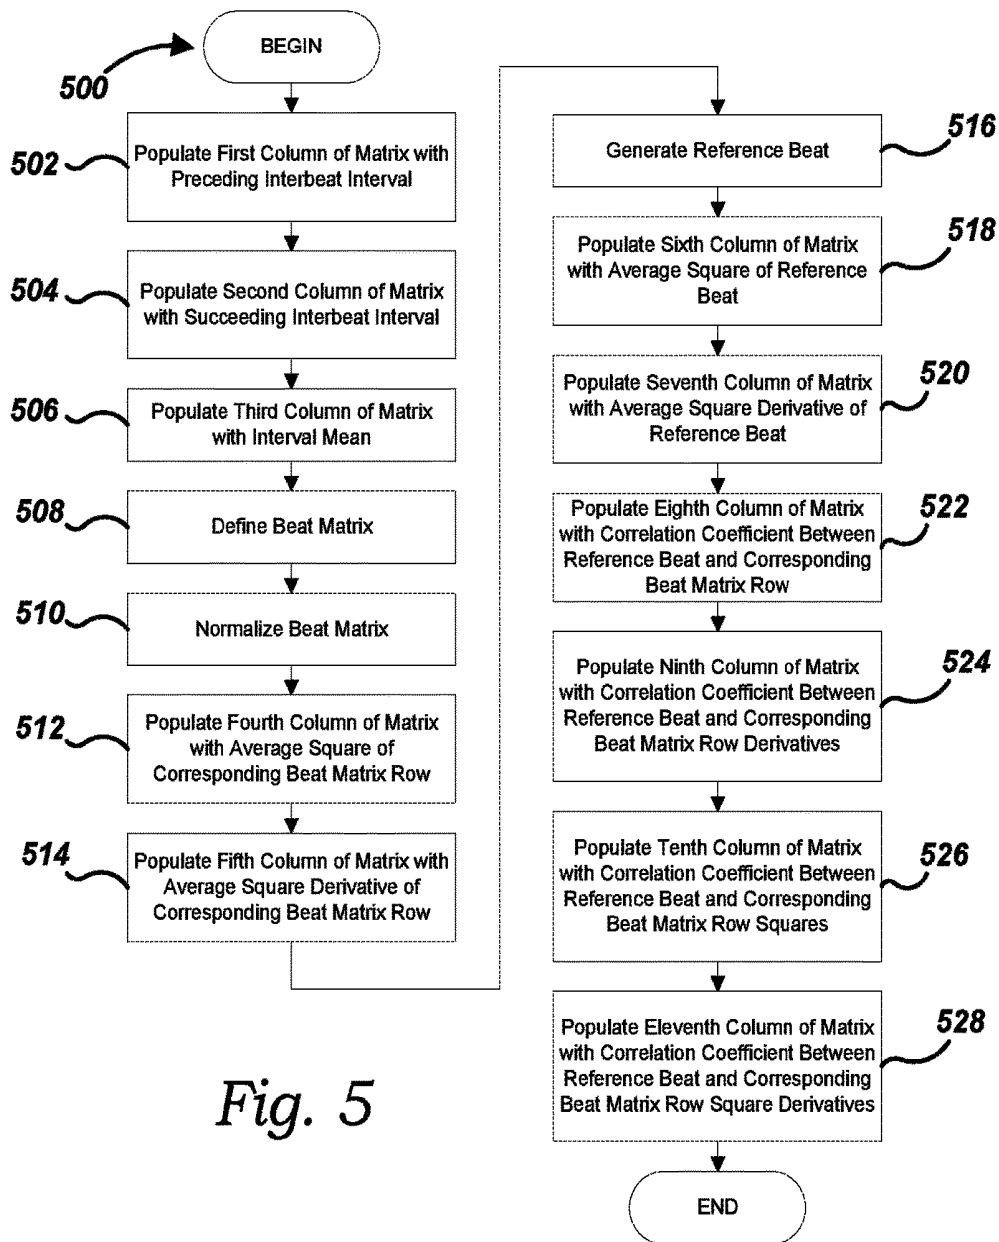 BEGIN
500
502
Populate First Column of Matrix with
Preceding Interbeat Interval
504
Populate Second Column of Matrix
with Succeeding Interbeat Interval
506
Populate Third Column of Matrix
with Interval Mean
508
Define Beat Matrix
510
Normalize Beat Matrix
512
Populate Fourth Column of Matrix
with Average Square of
Corresponding Beat Matrix Row
514
Populate Fifth Column of Matrix with
Average Square Derivative of
Corresponding Beat Matrix Row
516
Generate Reference Beat
518
Populate Sixth Column of Matrix
with Average Square of Reference
Beat
520
Populate Seventh Column of Matrix
with Average Square Derivative of
Reference Beat
522
Populate Eighth Column of Matrix
with Correlation Coefficient Between
Reference Beat and Corresponding
Beat Matrix Row
524
Populate Ninth Column of Matrix
with Correlation Coefficient Between
Reference Beat and Corresponding
Beat Matrix Row Derivatives
526
Populate Tenth Column of Matrix
with Correlation Coefficient Between
Reference Beat and Corresponding
Beat Matrix Row Squares
528
Populate Eleventh Column of Matrix
with Correlation Coefficient Between
Reference Beat and Corresponding
Beat Matrix Row Square Derivatives
END
Fig. 5